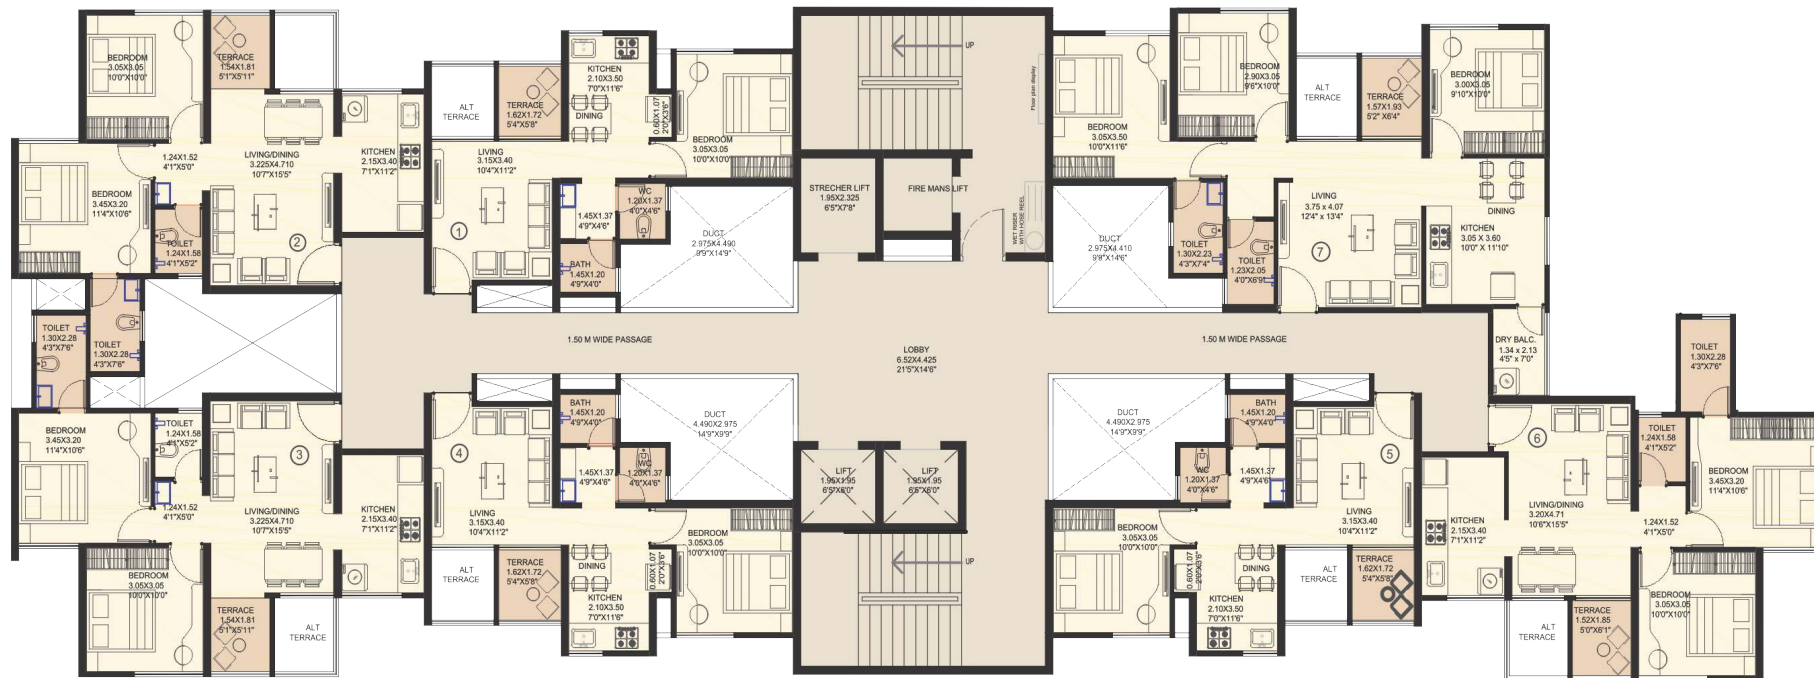 BEDROOM
3.05X3.05
10'0"X10'0"
TERRACE
1.54X1.81
5'1"X5'11"
BEDROOM
3.45X3.20
11'4"X10'6"
1.24X1.52
4'1"X5'0"
LIVING/DINING
3.225X4.710
10'7"X15'5"
KITCHEN
2.15X3.40
7'1"X11'2"
TOILET
1.24X1.58
4'1"X5'2"
2
TOILET
1.30X2.28
4'3"X7'6"
TOILET
1.30X2.28
4'3"X7'6"
ALT
TERRACE
TERRACE
1.62X1.72
5'4"X5'8"
KITCHEN
2.10X3.50
7'0"X11'6"
DINING
0.60X1.07
2'0"X3'6"
BEDROOM
3.05X3.05
10'0"X10'0"
LIVING
3.15X3.40
10'4"X11'2"
1
1.45X1.37
4'9"X4'6"
WC
1.20X1.37
4'0"X4'6"
BATH
1.45X1.20
4'9"X4'0"
DUCT
2.975X4.490
9'9"X14'9"
UP
Floor plan display
STRECHER LIFT
1.95X2.325
6'5"X7'8"
FIRE MANS LIFT
WET RISER
WITH HOSE REEL
BEDROOM
3.05X3.50
10'0"X11'6"
BEDROOM
2.90X3.05
9'6"X10'0"
ALT
TERRACE
TERRACE
1.57X1.93
5'2" X6'4"
BEDROOM
3.00X3.05
9'10"X10'0"
DUCT
2.975X4.410
9'9"X14'6"
TOILET
1.30X2.23
4'3"X7'4"
TOILET
1.23X2.05
4'0"X6'9"
LIVING
3.75 x 4.07
12'4" x 13'4"
7
DINING
KITCHEN
3.05 X 3.60
10'0" X 11'10"
DRY BALC.
1.34 x 2.13
4'5" x 7'0"
1.50 M WIDE PASSAGE
LOBBY
6.52X4.425
21'5"X14'6"
1.50 M WIDE PASSAGE
TOILET
1.30X2.28
4'3"X7'6"
BEDROOM
3.45X3.20
11'4"X10'6"
TOILET
1.24X1.58
4'1"X5'2"
1.24X1.52
4'1"X5'0"
3
LIVING/DINING
3.225X4.710
10'7"X15'5"
KITCHEN
2.15X3.40
7'1"X11'2"
BEDROOM
3.05X3.05
10'0"X10'0"
TERRACE
1.54X1.81
5'1"X5'11"
ALT
TERRACE
4
LIVING
3.15X3.40
10'4"X11'2"
BATH
1.45X1.20
4'9"X4'0"
1.45X1.37
4'9"X4'6"
WC
1.20X1.37
4'0"X4'6"
DUCT
4.490X2.975
14'9"X9'9"
ALT
TERRACE
TERRACE
1.62X1.72
5'4"X5'8"
DINING
KITCHEN
2.10X3.50
7'0"X11'6"
0.60X1.07
2'0"X3'6"
BEDROOM
3.05X3.05
10'0"X10'0"
LIFT
1.95X1.95
6'5"X6'0"
LIFT
1.95X1.95
6'5"X6'0"
UP
DUCT
4.490X2.975
14'9"X9'9"
BATH
1.45X1.20
4'9"X4'0"
WC
1.20X1.37
4'0"X4'6"
1.45X1.37
4'9"X4'6"
5
LIVING
3.15X3.40
10'4"X11'2"
BEDROOM
3.05X3.05
10'0"X10'0"
0.60X1.07
2'0"X3'6"
DINING
KITCHEN
2.10X3.50
7'0"X11'6"
ALT
TERRACE
TERRACE
1.62X1.72
5'4"X5'8"
6
TOILET
1.24X1.58
4'1"X5'2"
BEDROOM
3.45X3.20
11'4"X10'6"
LIVING/DINING
3.20X4.71
10'6"X15'5"
1.24X1.52
4'1"X5'0"
KITCHEN
2.15X3.40
7'1"X11'2"
BEDROOM
3.05X3.05
10'0"X10'0"
TERRACE
1.52X1.85
5'0"X6'1"
ALT
TERRACE